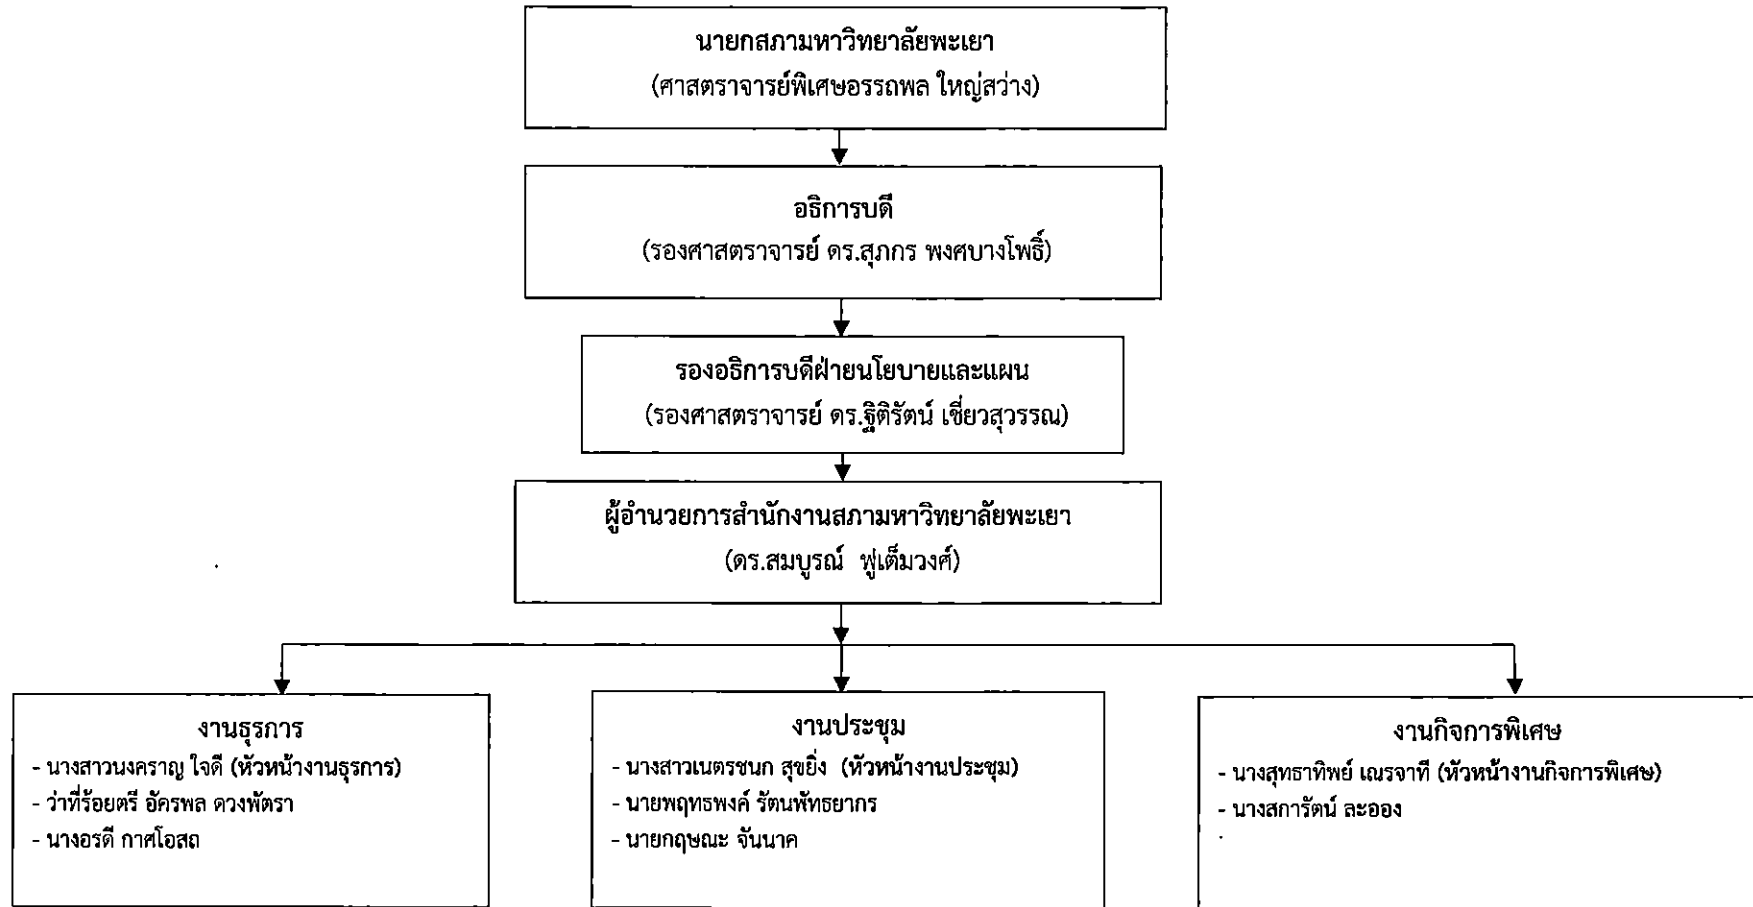 นายกสภามหาวิทยาลัยพะเยา
(ศาสตราจารย์พิเศษอรรถพล ใหญ่สว่าง)
อธิการบดี
(รองศาสตราจารย์ ดร.สุภกร พงศบางโพธิ์)
รองอธิการบดีฝ่ายนโยบายและแผน
(รองศาสตราจารย์ ดร.ฐิติรัตน์ เชี่ยวสุวรรณ)
ผู้อำนวยการสำนักงานสภามหาวิทยาลัยพะเยา
(ดร.สมบูรณ์ ฟูเต็มวงศ์)
งานธุรการ
- นางสาวนงคราญ ใจดี (หัวหน้างานธุรการ)
- ว่าที่ร้อยตรี อัครพล ดวงพัตรา
- นางอรดี กาศโอสถ
งานประชุม
- นางสาวเนตรชนก สุขยิ่ง (หัวหน้างานประชุม)
- นายพฤทธพงค์ รัตนพัทธยากร
- นายกฤษณะ จันนาค
งานกิจการพิเศษ
- นางสุทธาทิพย์ เณรจาที (หัวหน้างานกิจการพิเศษ)
- นางสการัตน์ ละออง